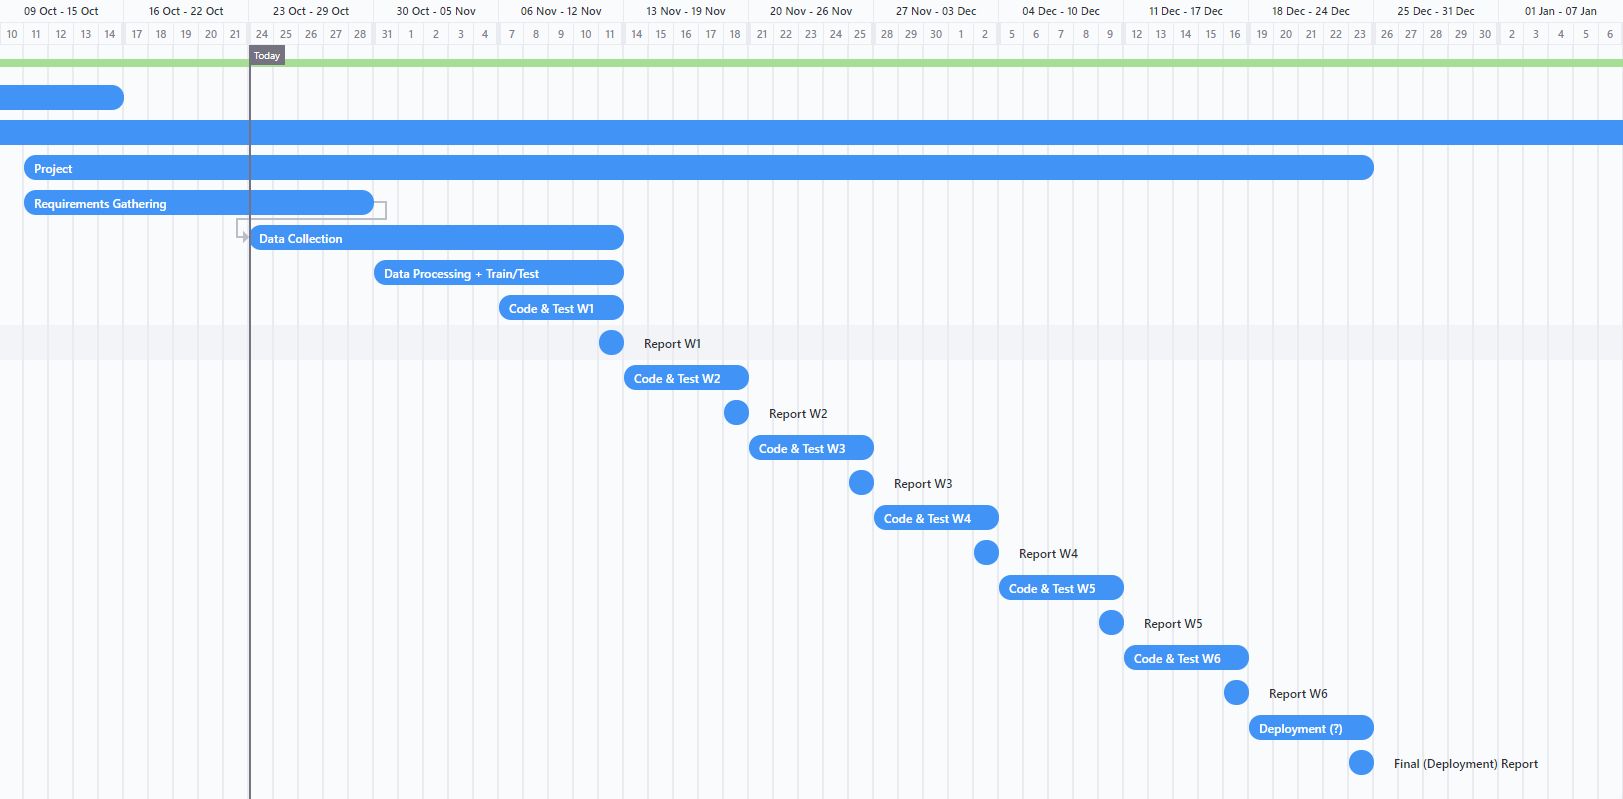 09 Oct - 15 Oct 16 Oct - 22 Oct 23 Oct - 29 Oct 30 Oct - 05 Nov 06 Nov - 12 Nov 13 Nov - 19 Nov 20 Nov - 26 Nov 27 Nov - 03 Dec 04 Dec - 10 Dec 11 Dec - 17 Dec 18 Dec - 24 Dec 25 Dec - 31 Dec 01 Jan - 07 Jan
10 11 12 13 14 17 18 19 20 21 24 25 26 27 28 31 1 2 3 4 7 8 9 10 11 14 15 16 17 18 21 22 23 24 25 28 29 30 1 2 5 6 7 8 9 12 13 14 15 16 19 20 21 22 23 26 27 28 29 30 2 3 4 5 6
Today
Project
Requirements Gathering
Data Collection
Data Processing + Train/Test
Code & Test W1
Report W1
Code & Test W2
Report W2
Code & Test W3
Report W3
Code & Test W4
Report W4
Code & Test W5
Report W5
Code & Test W6
Report W6
Deployment (?)
Final (Deployment) Report